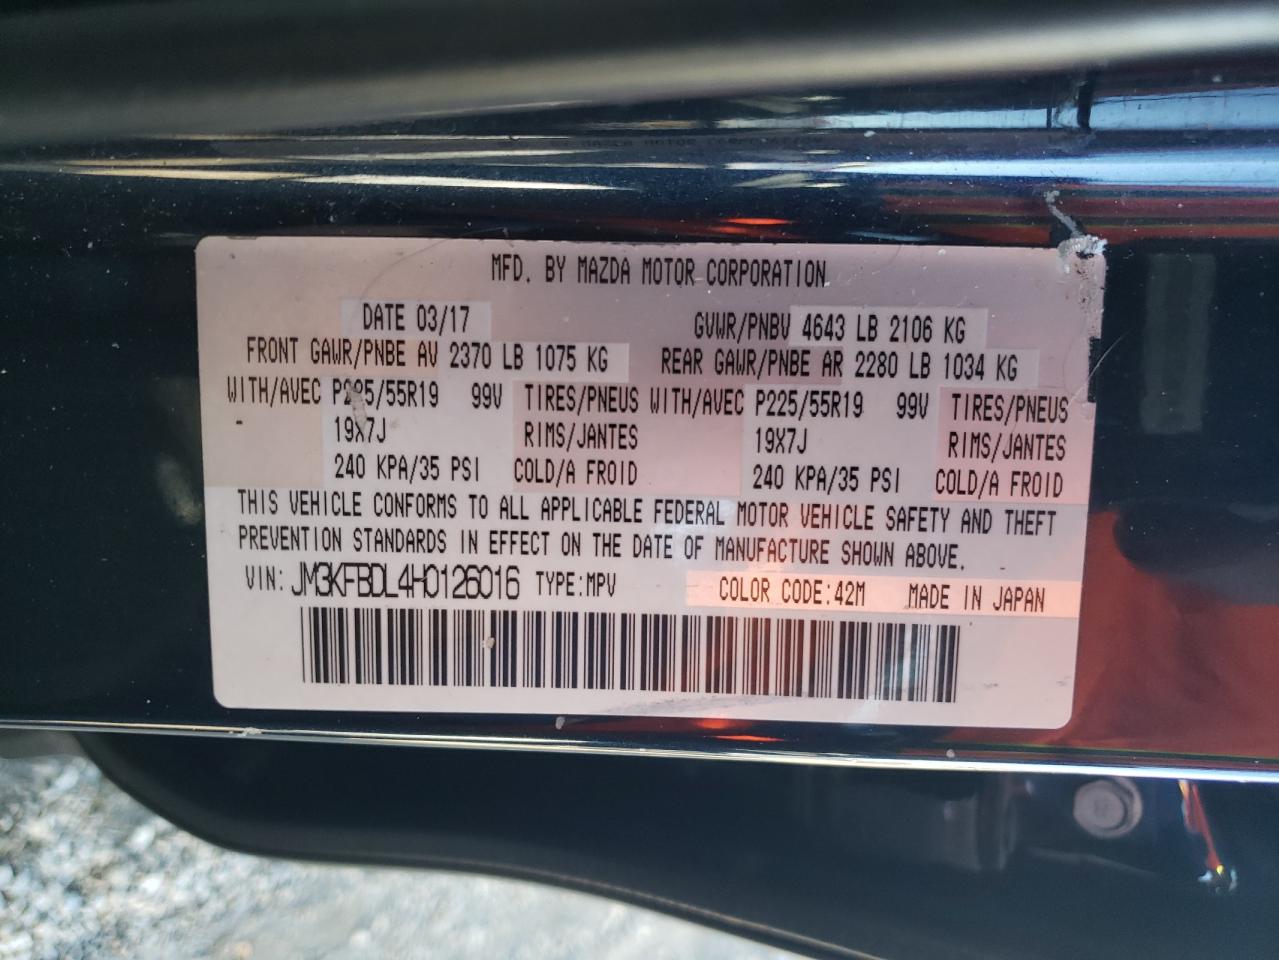 MFD. BY MAZDA MOTOR CORPORATION
DATE 03/17 GVWR/PNBV 4643 LB 2106 KG
FRONT GAWR/PNBE AV 2370 LB 1075 KG REAR GAWR/PNBE AR 2280 LB 1034 KG
WITH/AVEC P225/55R19 99V TIRES/PNEUS WITH/AVEC P225/55R19 99V TIRES/PNEUS
19X7J RIMS/JANTES 19X7J RIMS/JANTES
240 KPA/35 PSI COLD/A FROID 240 KPA/35 PSI COLD/A FROID
THIS VEHICLE CONFORMS TO ALL APPLICABLE FEDERAL MOTOR VEHICLE SAFETY AND THEFT
PREVENTION STANDARDS IN EFFECT ON THE DATE OF MANUFACTURE SHOWN ABOVE.
VIN: JM3KFBDL4H0126016 TYPE:MPV COLOR CODE:42M MADE IN JAPAN